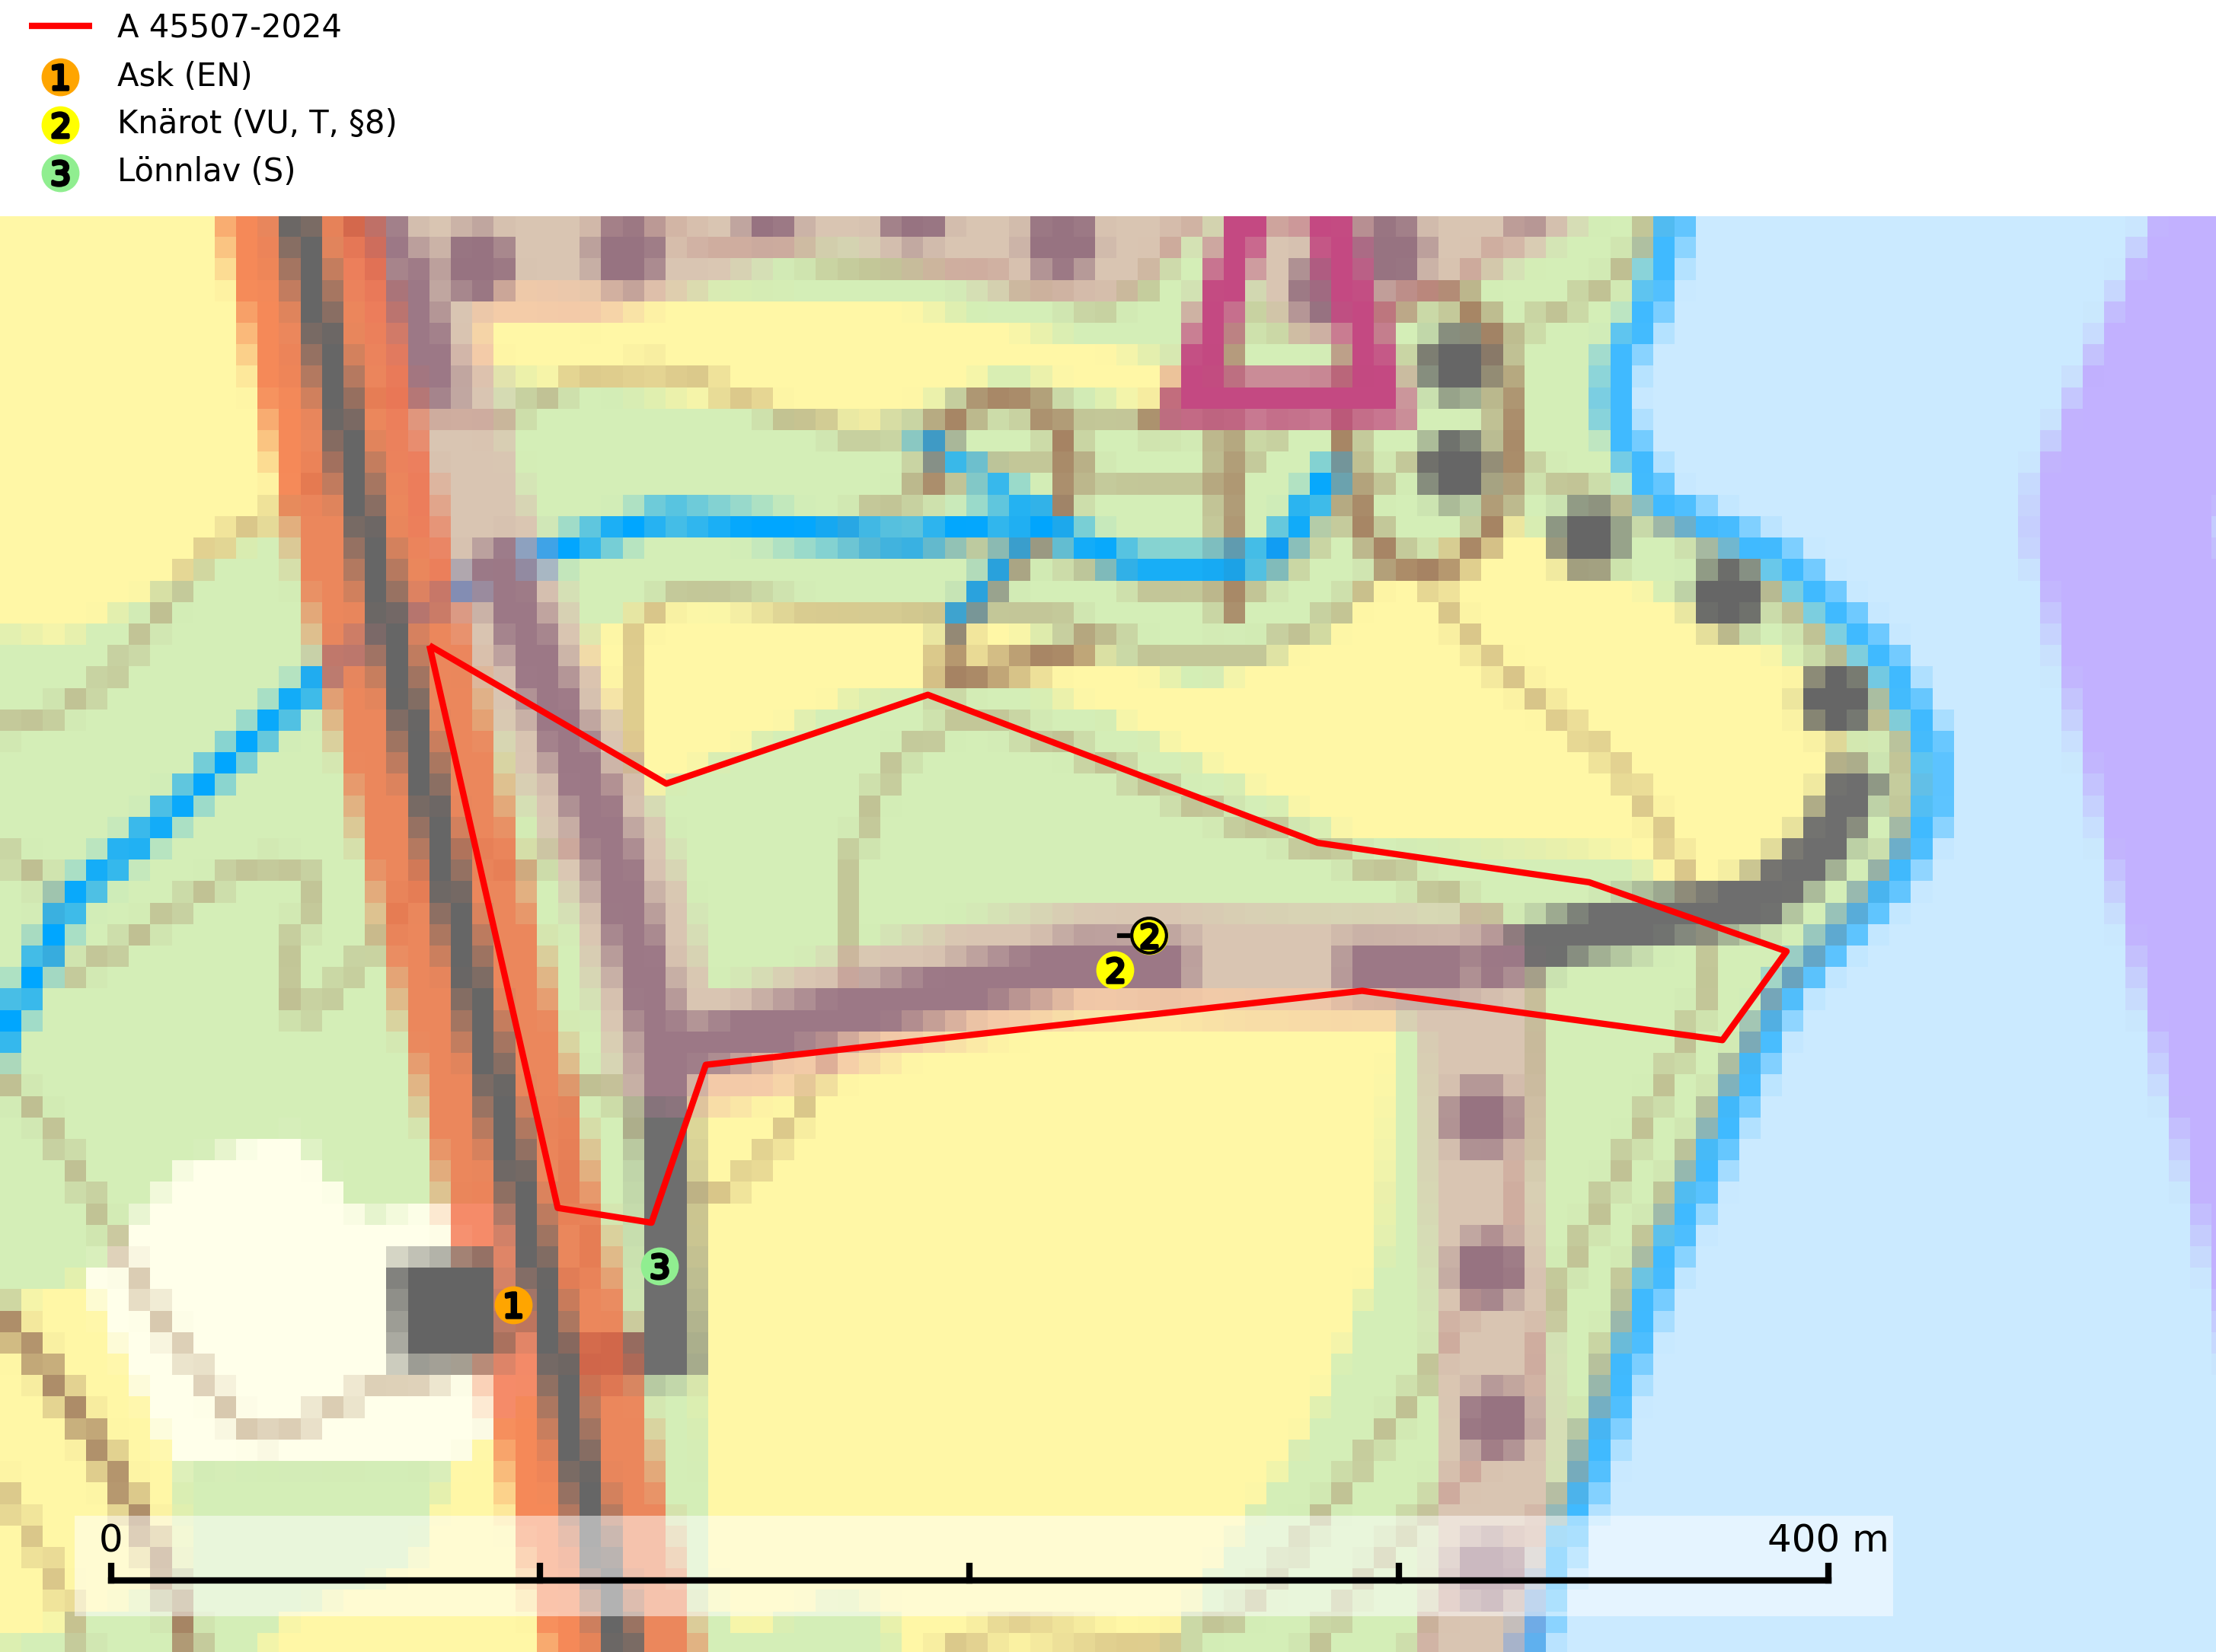 A 45507-2024
1 Ask (EN)
2 Knärot (VU, T, §8)
3 Lönnlav (S)
2
2
3
1
0 400 m